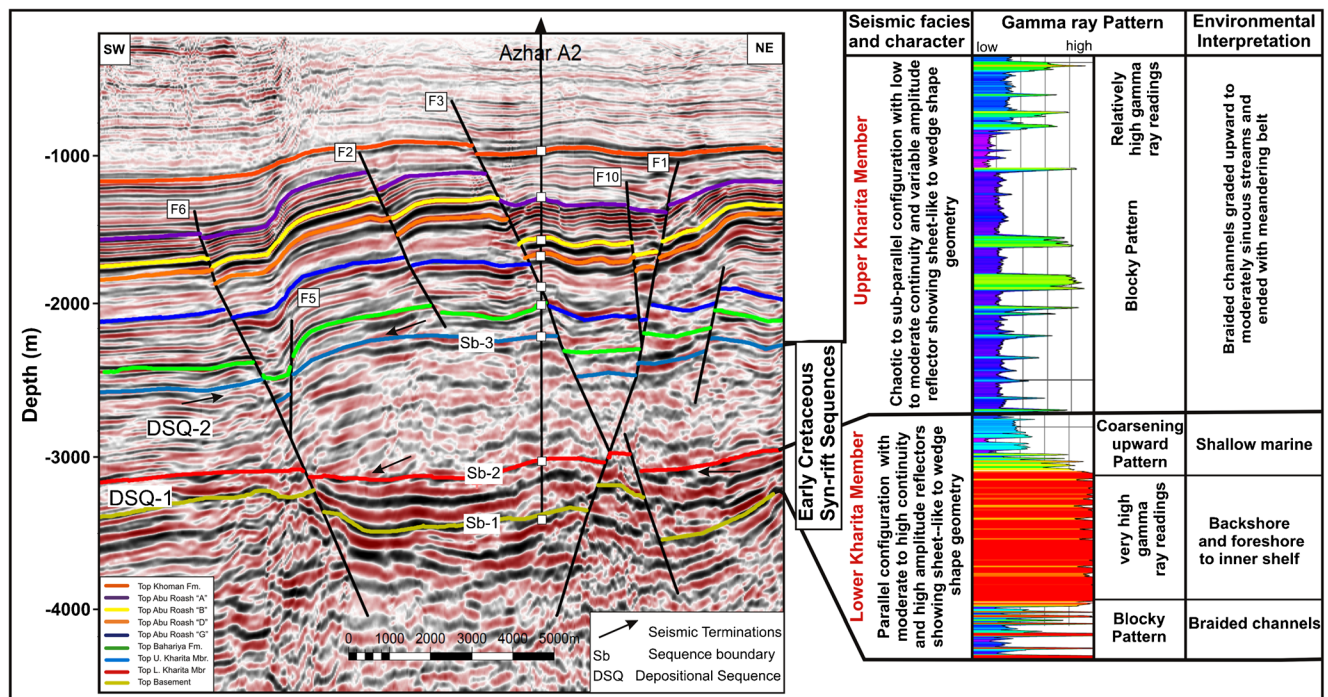 SW
Azhar A2
NE
F3
F2
F1
F10
F6
F5
Sb-3
DSQ-2
Sb-2
DSQ-1
Sb-1
Depth (m)
-1000
-2000
-3000
-4000
Top Khoman Fm.
Top Abu Roash "A"
Top Abu Roash "B"
Top Abu Roash "D"
Top Abu Roash "G"
Top Bahariya Fm.
Top U. Kharita Mbr.
Top L. Kharita Mbr
Top Basement
0 1000 2000 3000 4000 5000m
Seismic Terminations
Sb Sequence boundary
DSQ Depositional Sequence
Early Cretaceous
Syn-rift Sequences
Seismic facies
and character
Gamma ray Pattern
low high
Environmental
Interpretation
Upper Kharita Member
Chaotic to sub-parallel configuration with low
to moderate continuity and variable amplitude
reflector showing sheet-like to wedge shape
geometry
Relatively
high gamma
ray readings
Blocky Pattern
Braided channels graded upward to
moderately sinuous streams and
ended with meandering belt
Lower Kharita Member
Parallel configuration with
moderate to high continuity
and high amplitude reflectors
showing sheet--like to wedge
shape geometry
Coarsening
upward
Pattern
Shallow marine
very high
gamma
ray readings
Backshore
and foreshore
to inner shelf
Blocky
Pattern
Braided channels